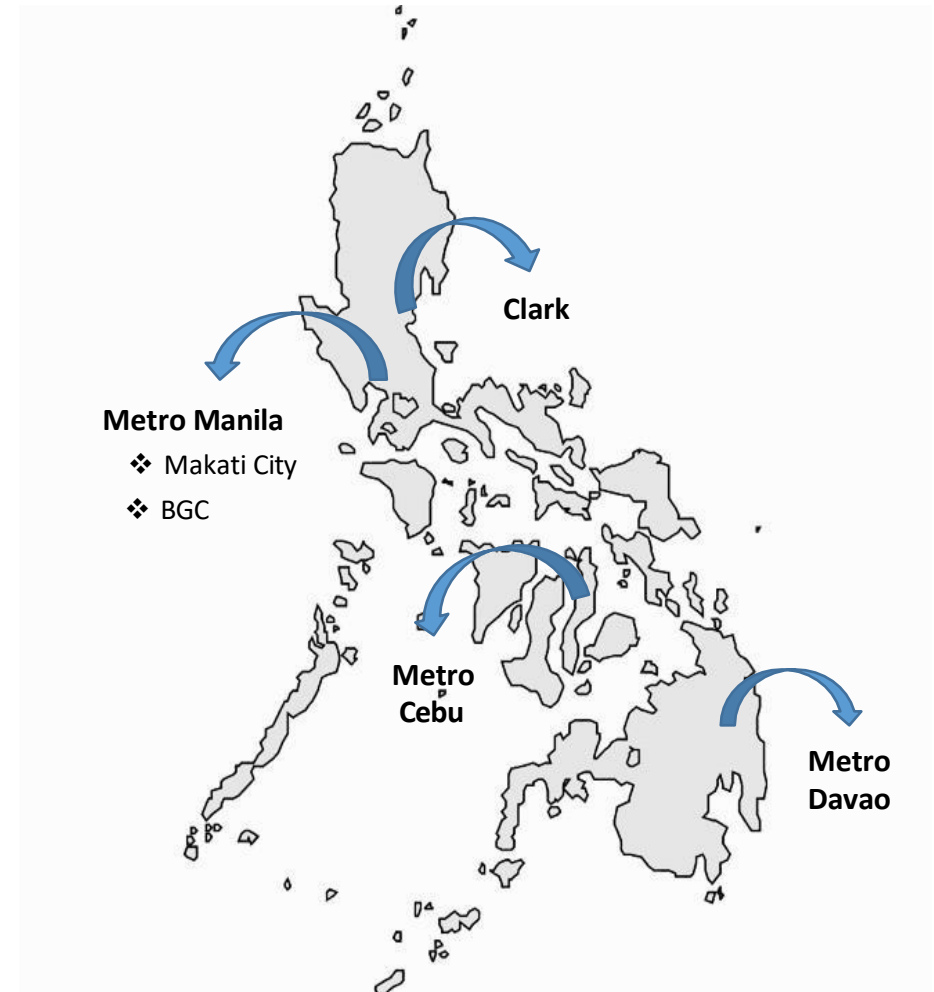 Clark
Metro Manila
❖ Makati City
❖ BGC
Metro
Cebu
Metro
Davao